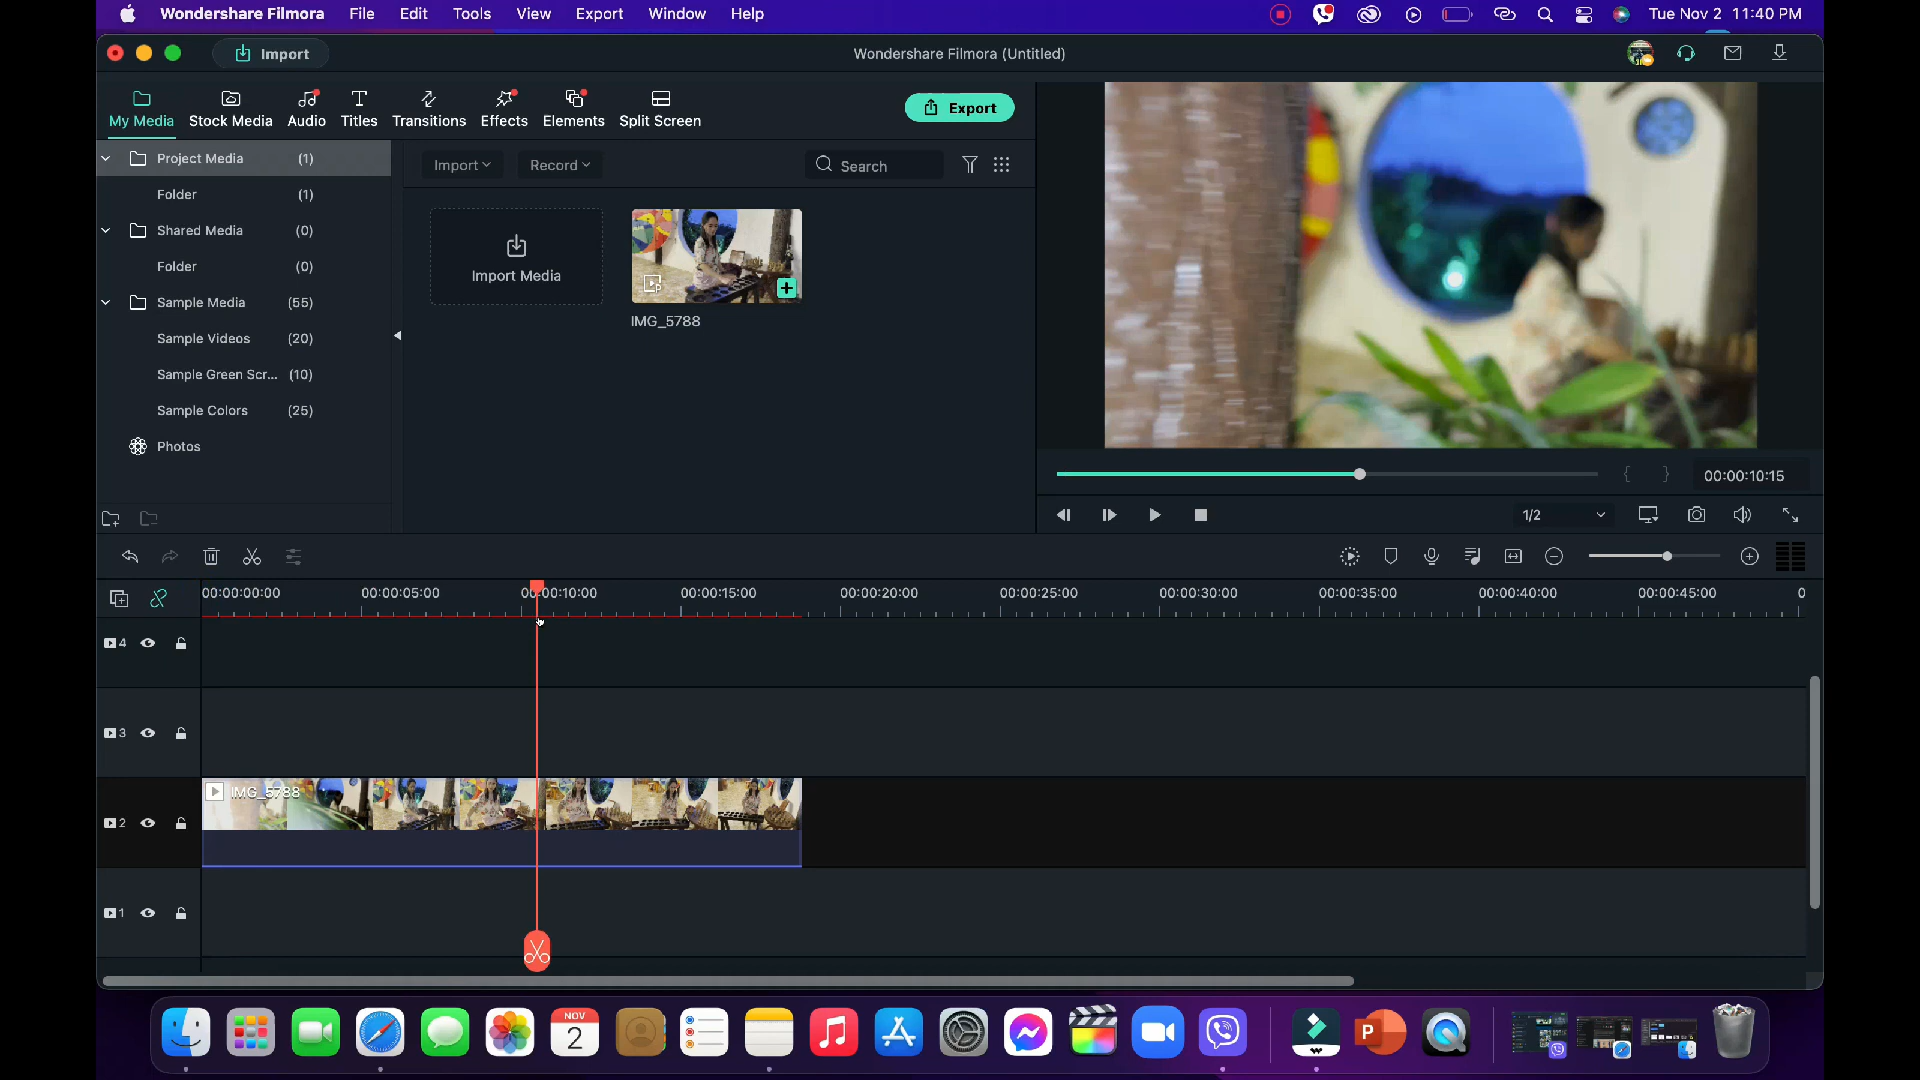 Wondershare Filmora File Edit Tools View Export Window Help Tue Nov 2 11:40 PM
Import Wondershare Filmora (Untitled)
My Media Stock Media Audio Titles Transitions Effects Elements Split Screen Export
Project Media (1)
Folder (1)
Shared Media (0)
Folder (0)
Sample Media (55)
Sample Videos (20)
Sample Green Scr... (10)
Sample Colors (25)
Photos
Import Record Search
Import Media
IMG_5788
00:00:10:15
1/2
00:00:00:00 00:00:05:00 00:00:10:00 00:00:15:00 00:00:20:00 00:00:25:00 00:00:30:00 00:00:35:00 00:00:40:00 00:00:45:00 0
4
3
IMG_5788
2
1
NOV
2